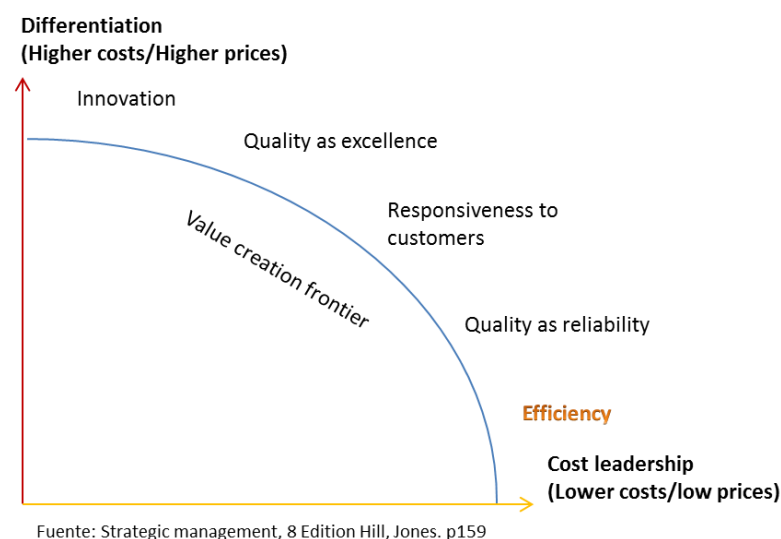 Differentiation
(Higher costs/Higher prices)
Innovation
Quality as excellence
Responsiveness to
customers
Value creation frontier
Quality as reliability
Efficiency
Cost leadership
(Lower costs/low prices)
Fuente: Strategic management, 8 Edition Hill, Jones. p159